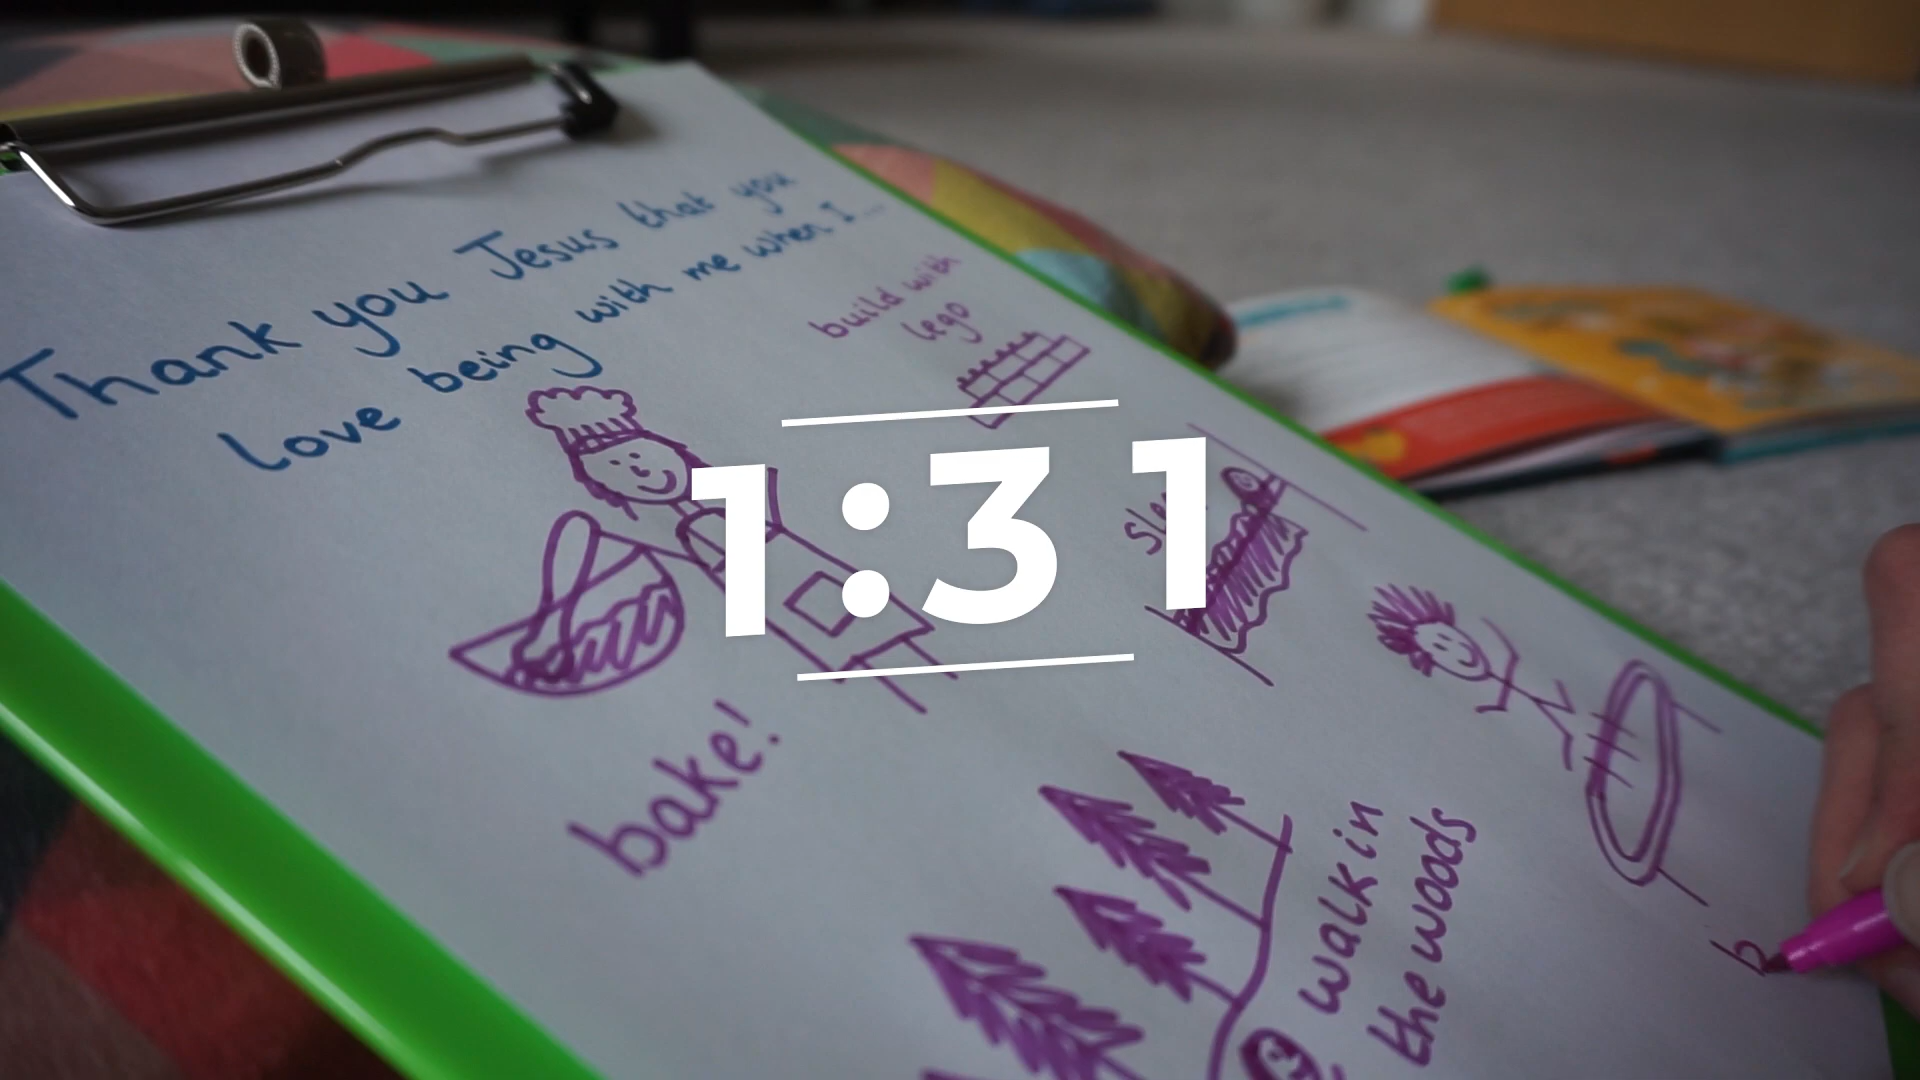 Thank you Jesus that you
love being with me when I...
build with
lego
1:31
bake!
walk in
the woods
b